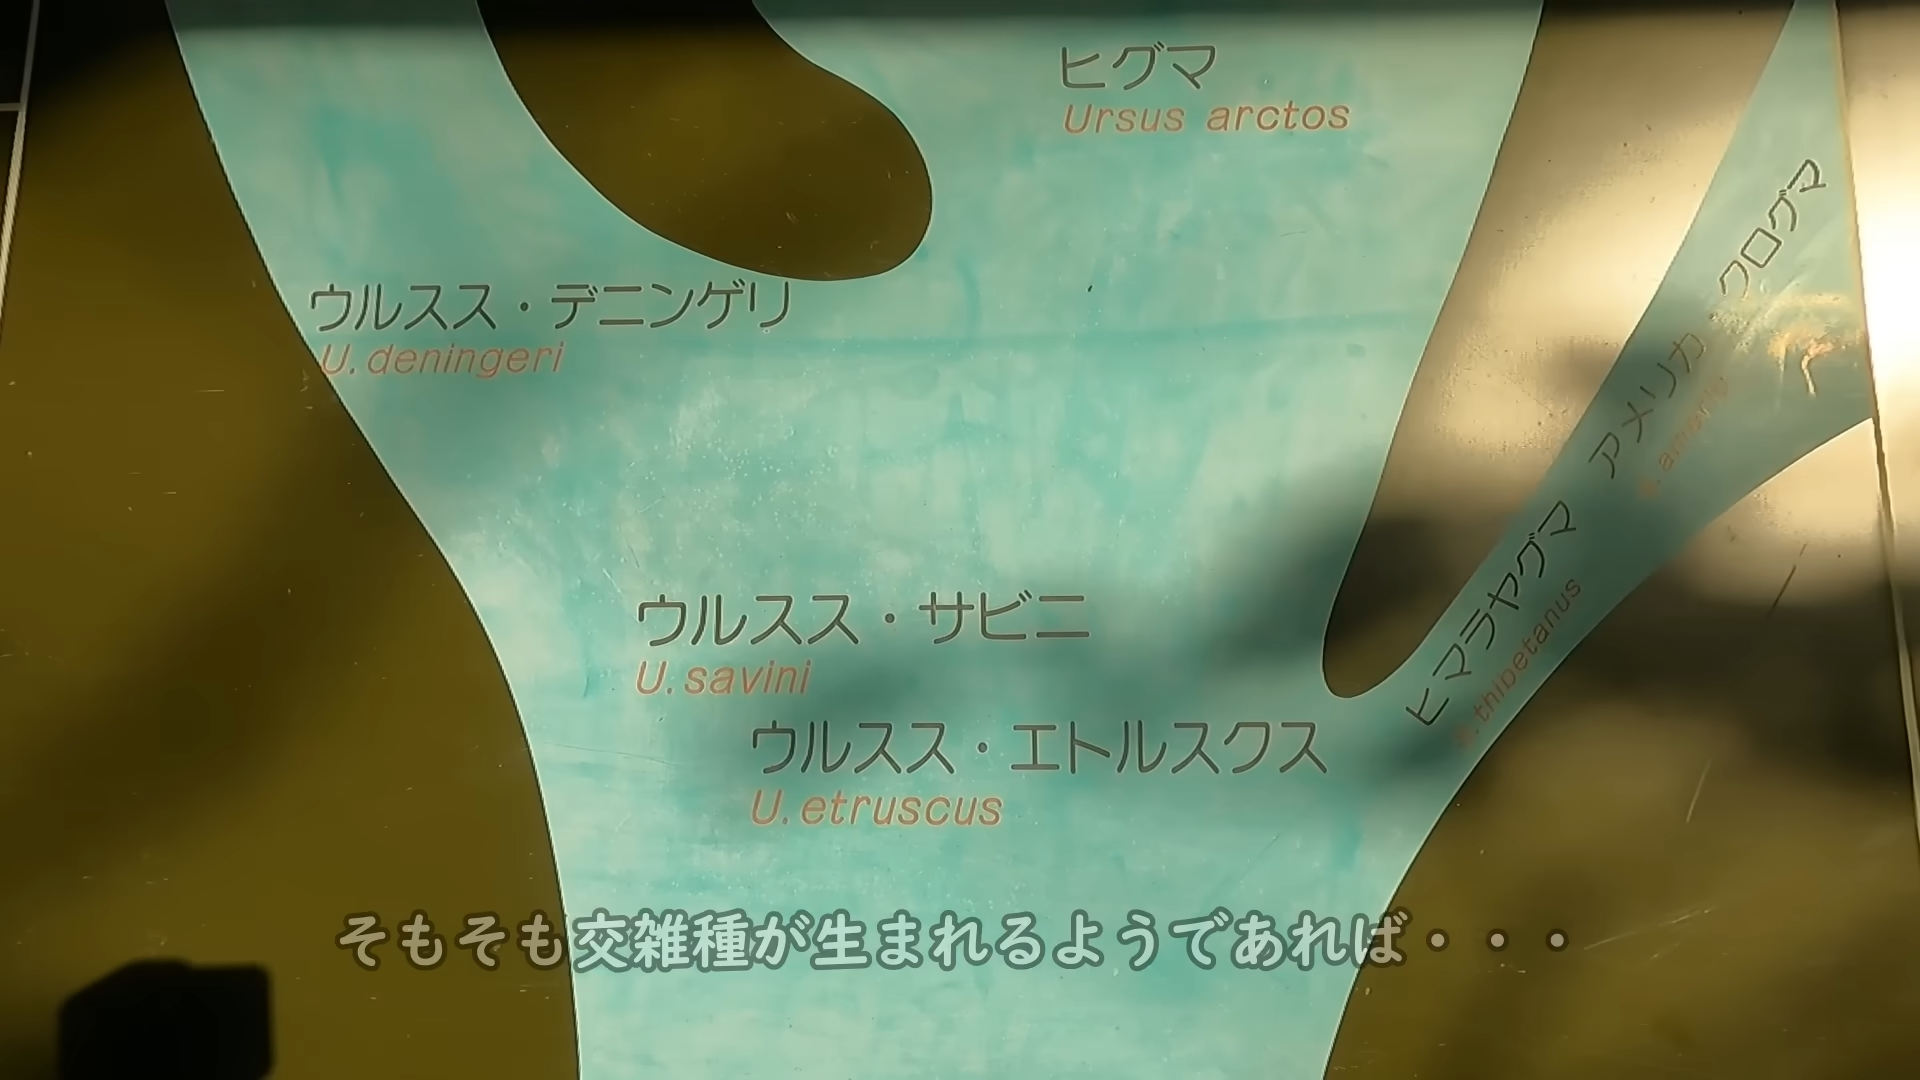 ヒグマ
Ursus arctos
ウルスス・デニンゲリ
U. deningeri
アメリカ クログマ
ヒマラヤグマ
thibetanus
ウルスス・サビニ
U. savini
ウルスス・エトルスクス
U. etruscus
そもそも交雑種が生まれるようであれば・・・